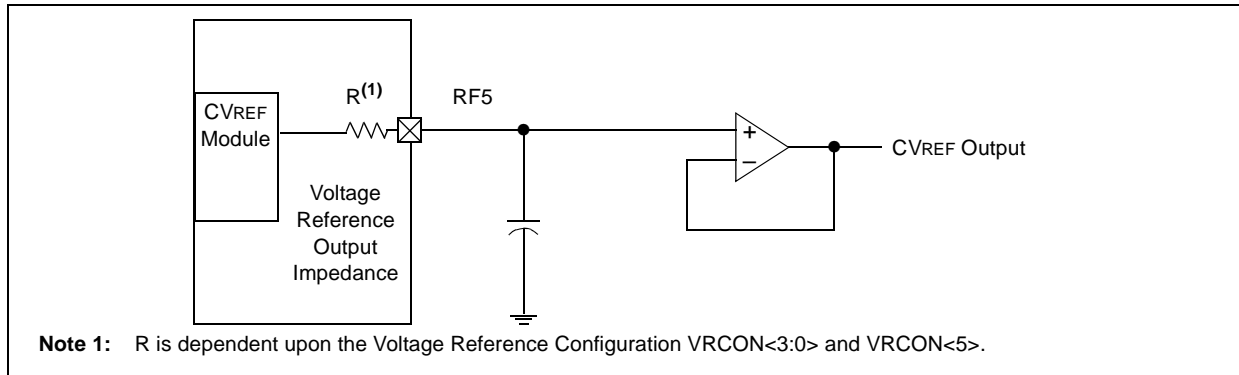 R(1)
RF5
CVREF
Module
+
–
CVREF Output
Voltage
Reference
Output
Impedance
Note 1: R is dependent upon the Voltage Reference Configuration VRCON<3:0> and VRCON<5>.